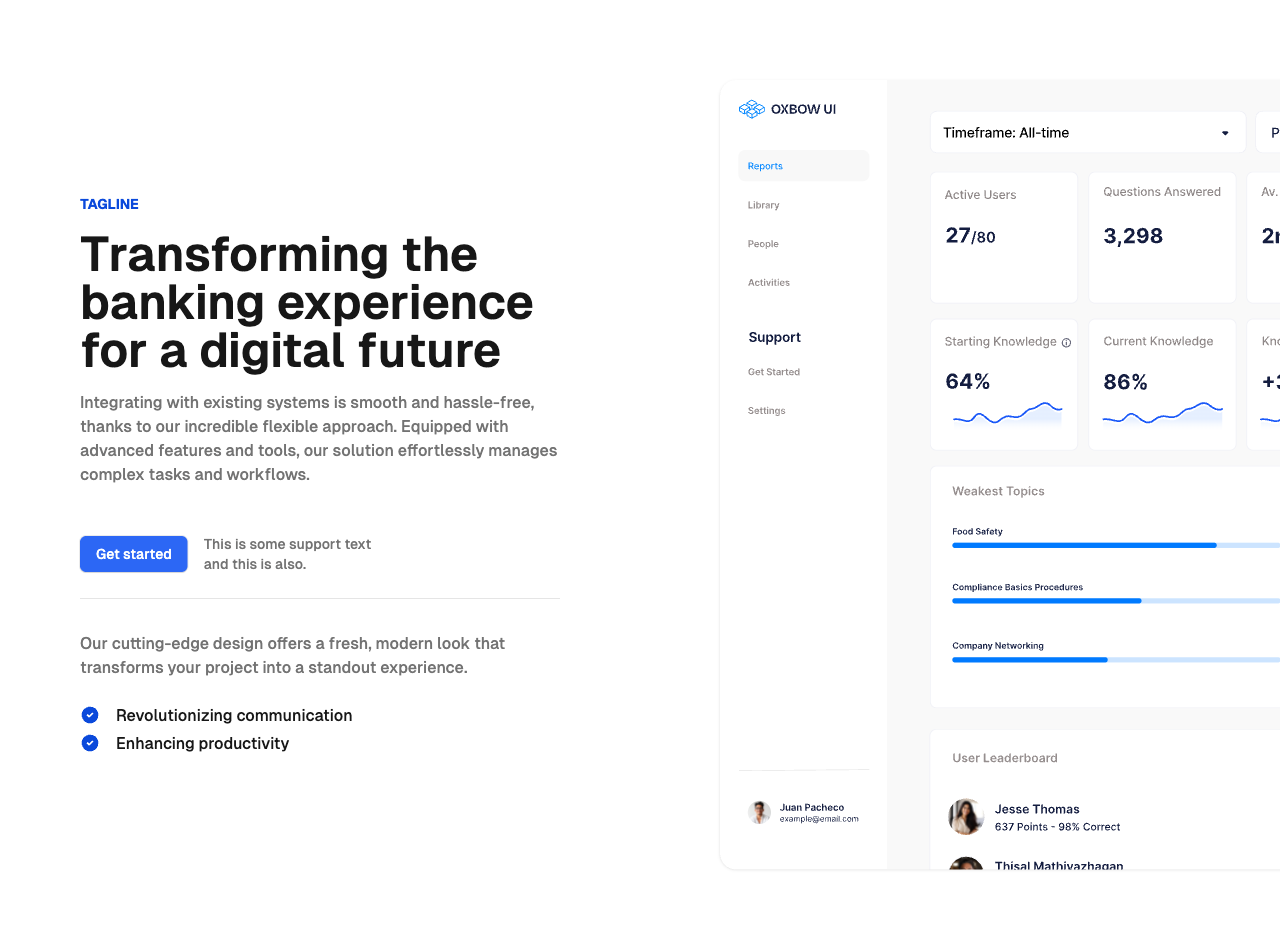 TAGLINE
Transforming the
banking experience
for a digital future
Integrating with existing systems is smooth and hassle-free,
thanks to our incredible flexible approach. Equipped with
advanced features and tools, our solution effortlessly manages
complex tasks and workflows.
Get started
This is some support text
and this is also.
Our cutting-edge design offers a fresh, modern look that
transforms your project into a standout experience.
Revolutionizing communication
Enhancing productivity
OXBOW UI
Reports
Library
People
Activities
Support
Get Started
Settings
Juan Pacheco
example@email.com
Timeframe: All-time
Active Users
27/80
Questions Answered
3,298
Av.
Starting Knowledge
64%
Current Knowledge
86%
Weakest Topics
Food Safety
Compliance Basics Procedures
Company Networking
User Leaderboard
Jesse Thomas
637 Points - 98% Correct
Thisal Mathiyazhagan